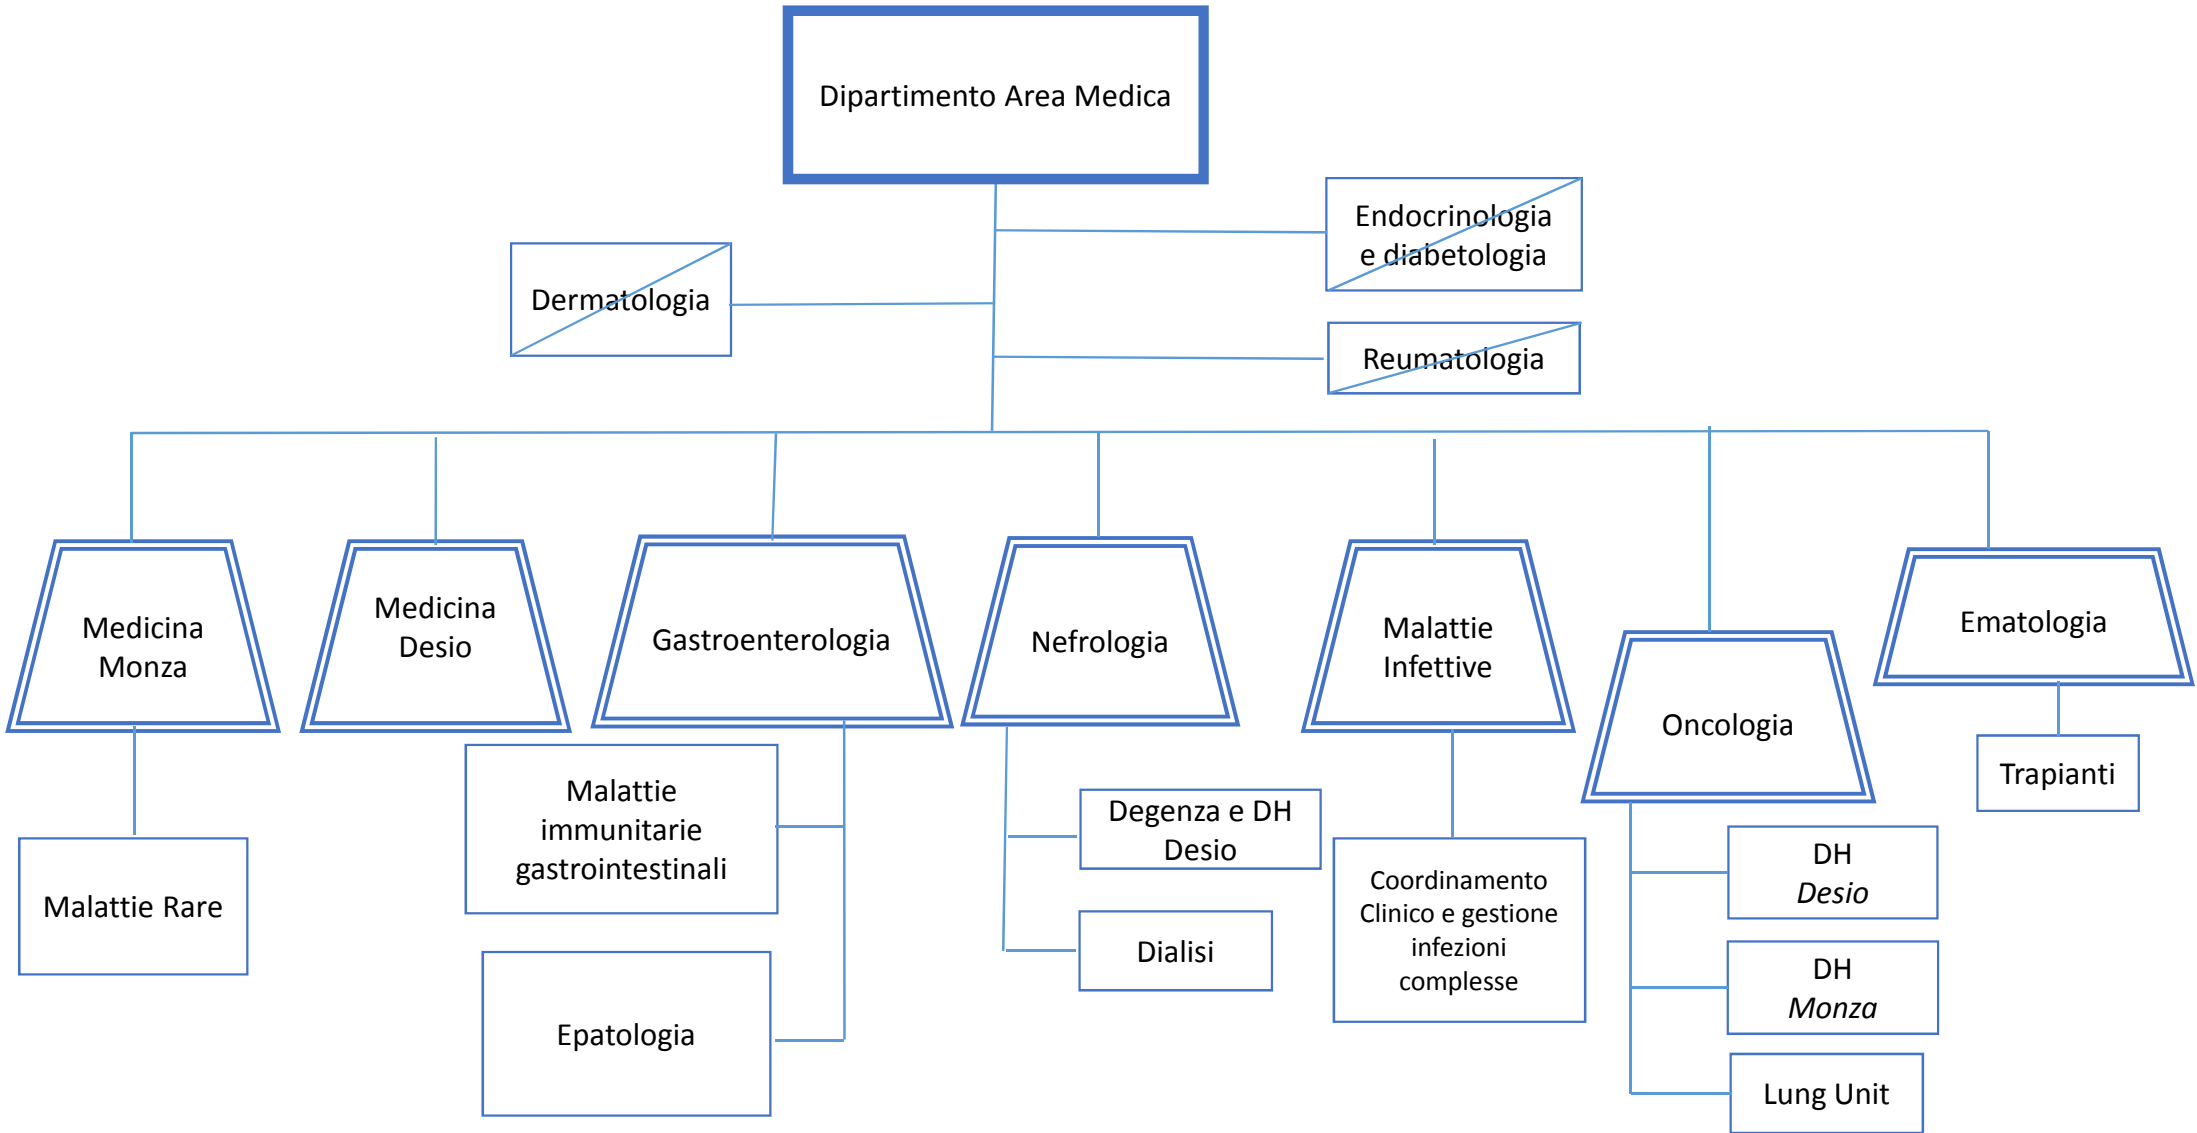 Dipartimento Area Medica
Endocrinologia
e diabetologia
Dermatologia
Reumatologia
Medicina
Monza
Medicina
Desio
Gastroenterologia
Nefrologia
Malattie
Infettive
Oncologia
Ematologia
Malattie Rare
Malattie
immunitarie
gastrointestinali
Epatologia
Degenza e DH
Desio
Dialisi
Coordinamento
Clinico e gestione
infezioni
complesse
DH
Desio
DH
Monza
Lung Unit
Trapianti